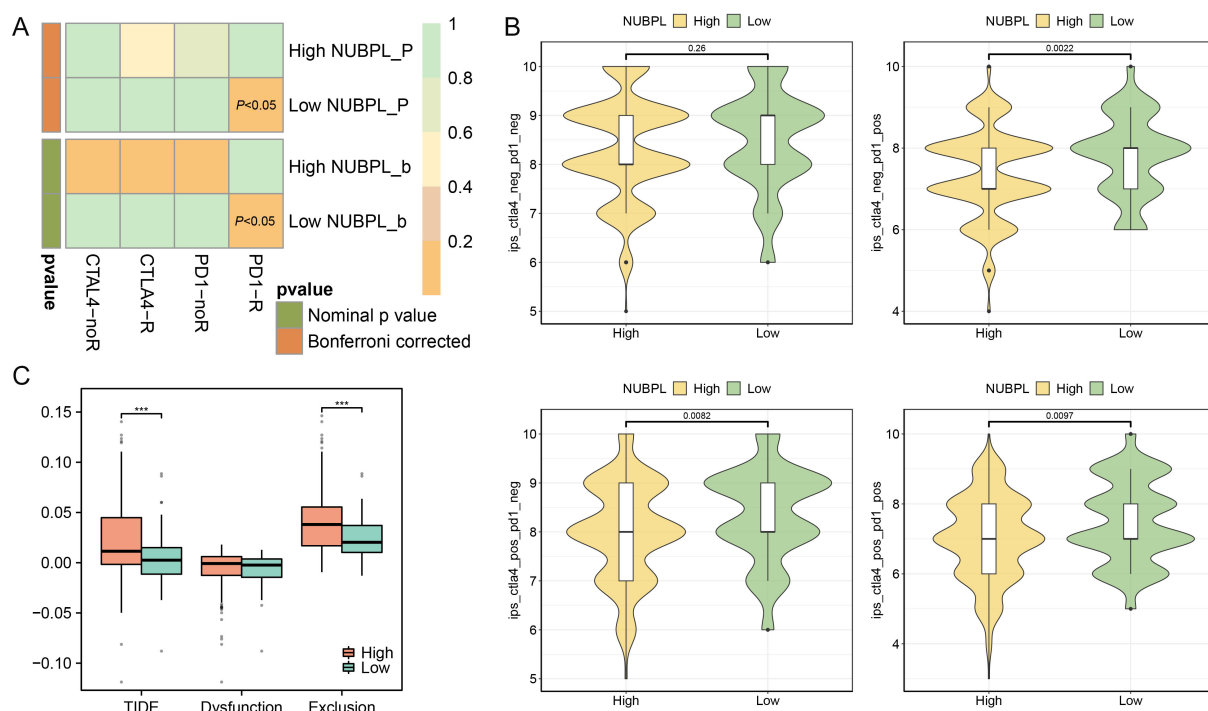 A
1
0.8
0.6
0.4
0.2
High NUBPL_P
Low NUBPL_P
High NUBPL_b
Low NUBPL_b
P<0.05
P<0.05
pvalue
CTAL4-noR
CTLA4-R
PD1-noR
PD1-R
pvalue
Nominal p value
Bonferroni corrected
B
NUBPL High Low
0.26
ips_ctla4_neg_pd1_neg
10
9
8
7
6
5
High Low
NUBPL High Low
0.0022
ips_ctla4_neg_pd1_pos
10
8
6
4
High Low
NUBPL High Low
0.0082
ips_ctla4_pos_pd1_neg
10
9
8
7
6
5
High Low
NUBPL High Low
0.0097
ips_ctla4_pos_pd1_pos
10
8
6
4
High Low
C
***
***
0.15
0.10
0.05
0.00
−0.05
−0.10
High
Low
TIDE Dysfunction Exclusion